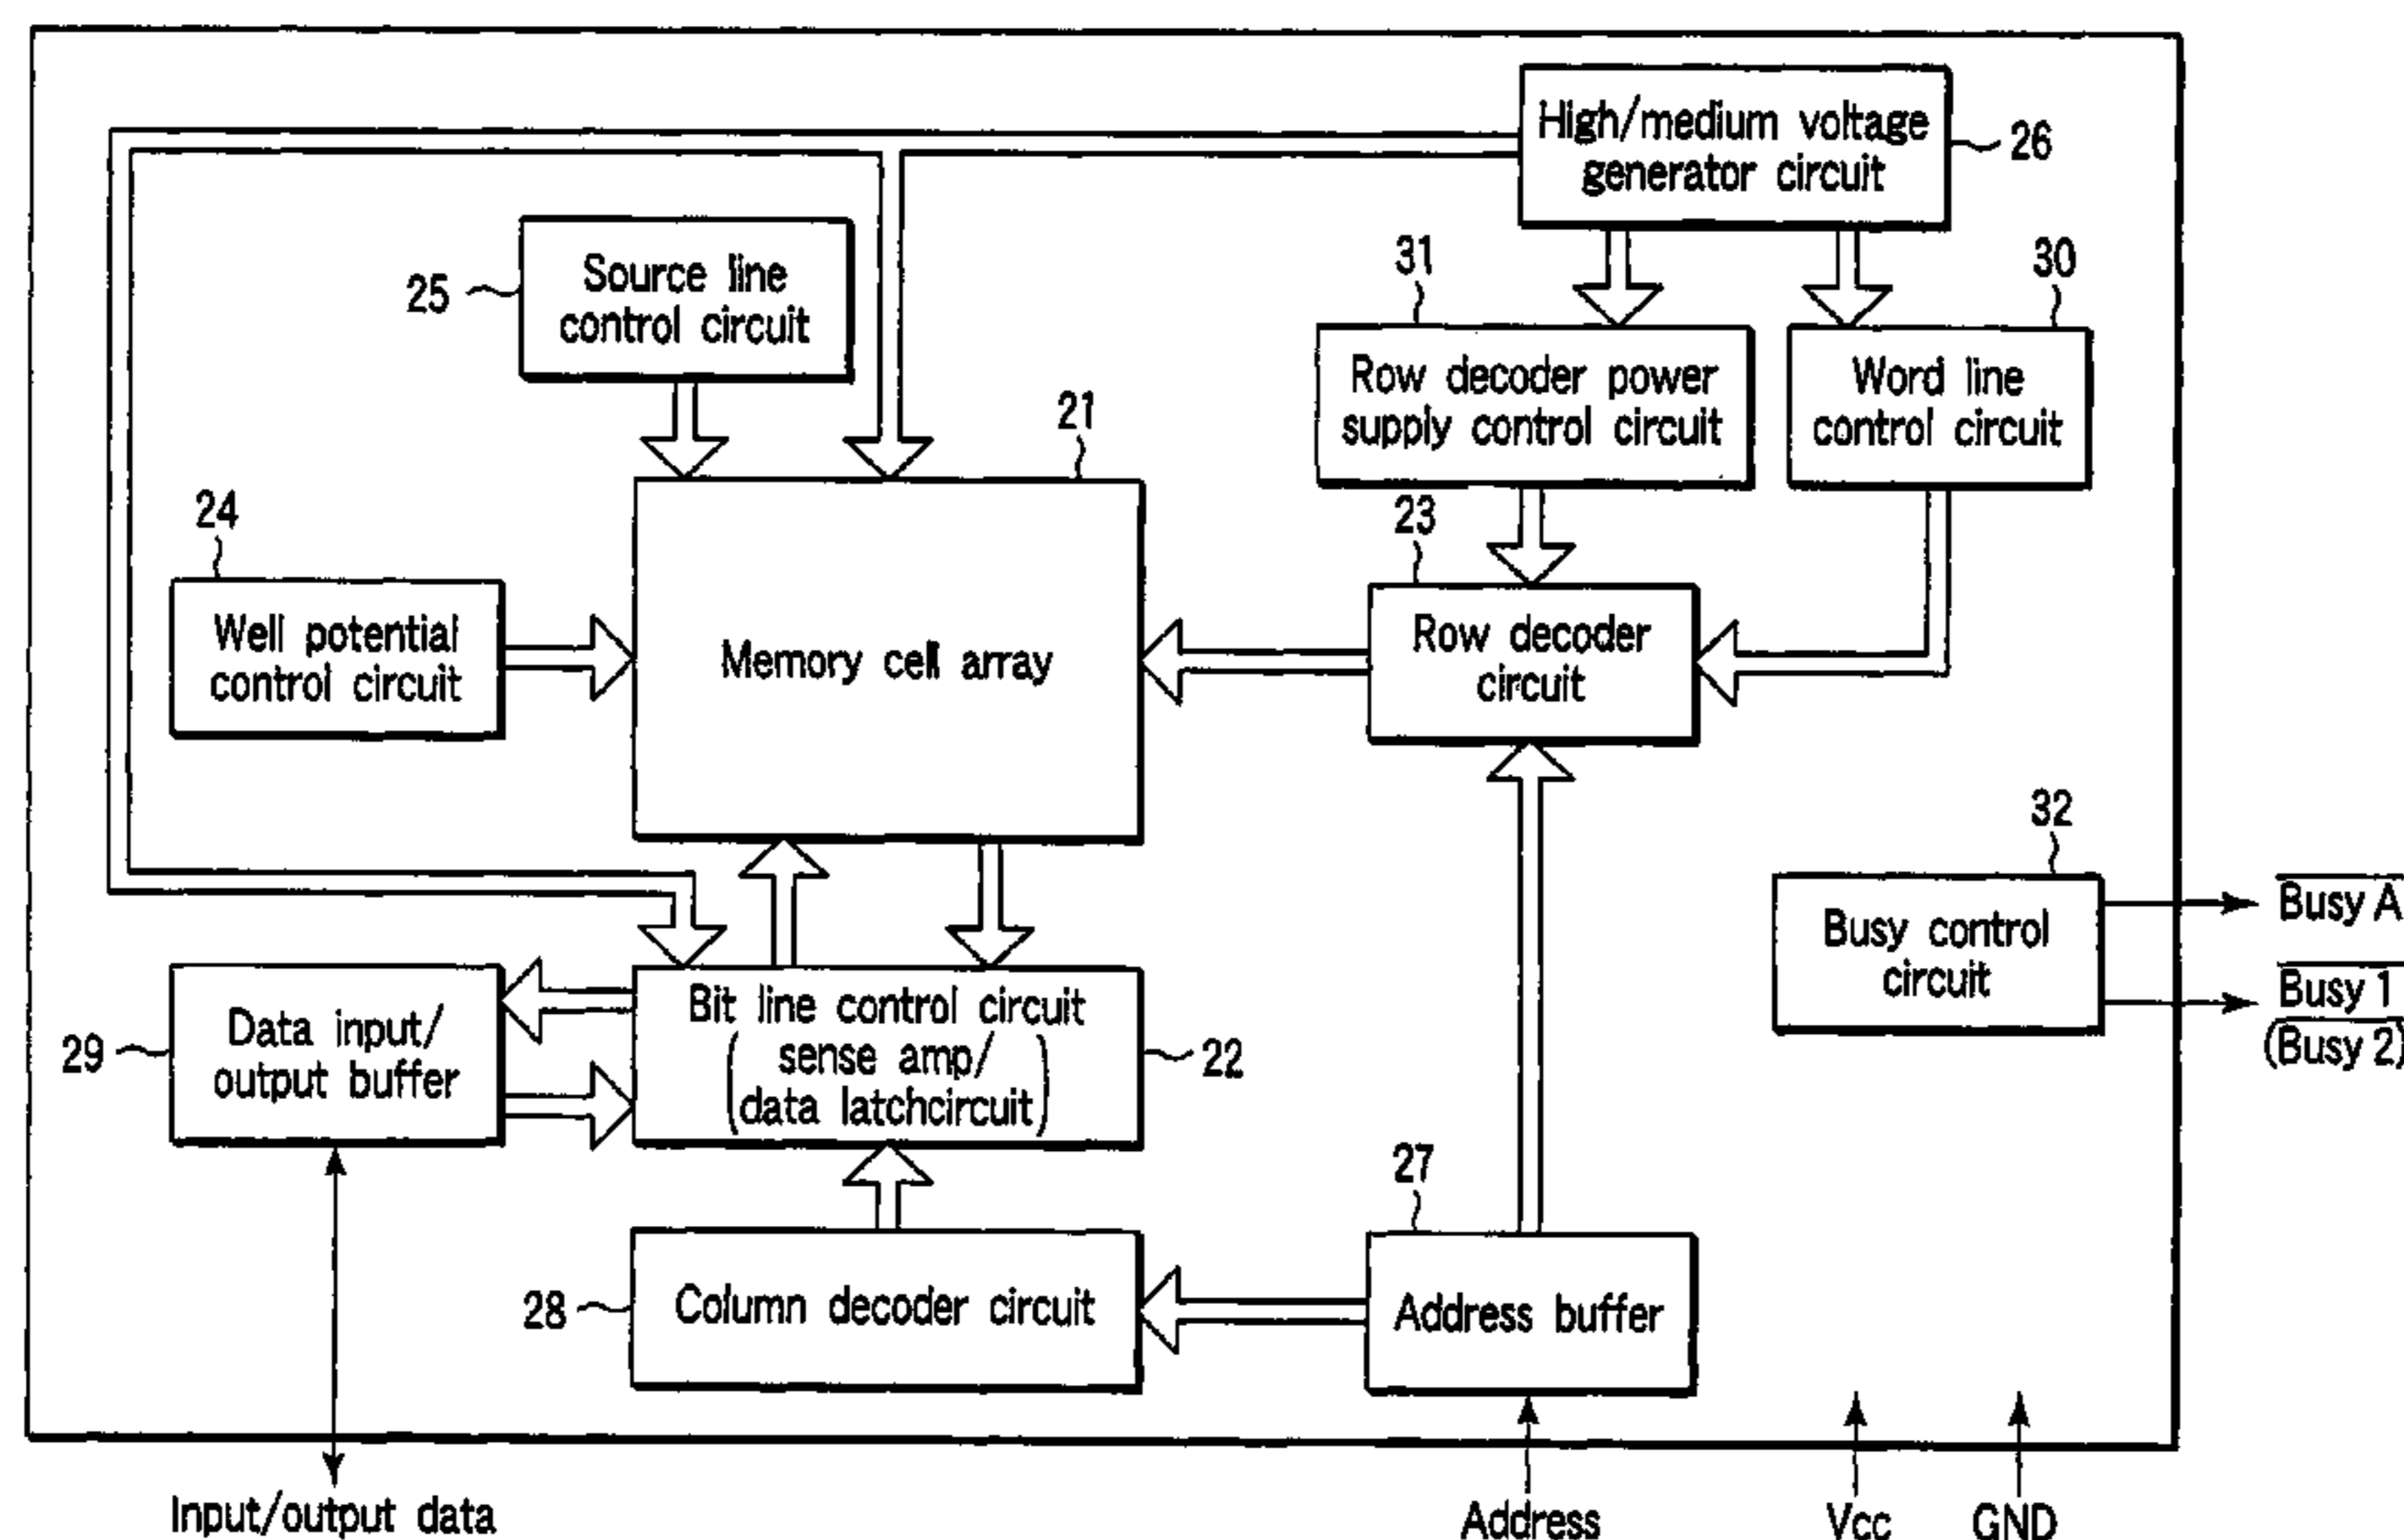 High/medium voltage
generator circuit
26
Source line
control circuit
25
31
30
Row decoder power
supply control circuit
Word line
control circuit
21
24
23
Well potential
control circuit
Memory cell array
Row decoder
circuit
32
Busy control
circuit
Busy A
Busy 1
(Busy 2)
Data input/
output buffer
29
Bit line control circuit
(sense amp/
data latchcircuit)
22
27
Column decoder circuit
28
Address buffer
Input/output data
Address
Vcc
GND